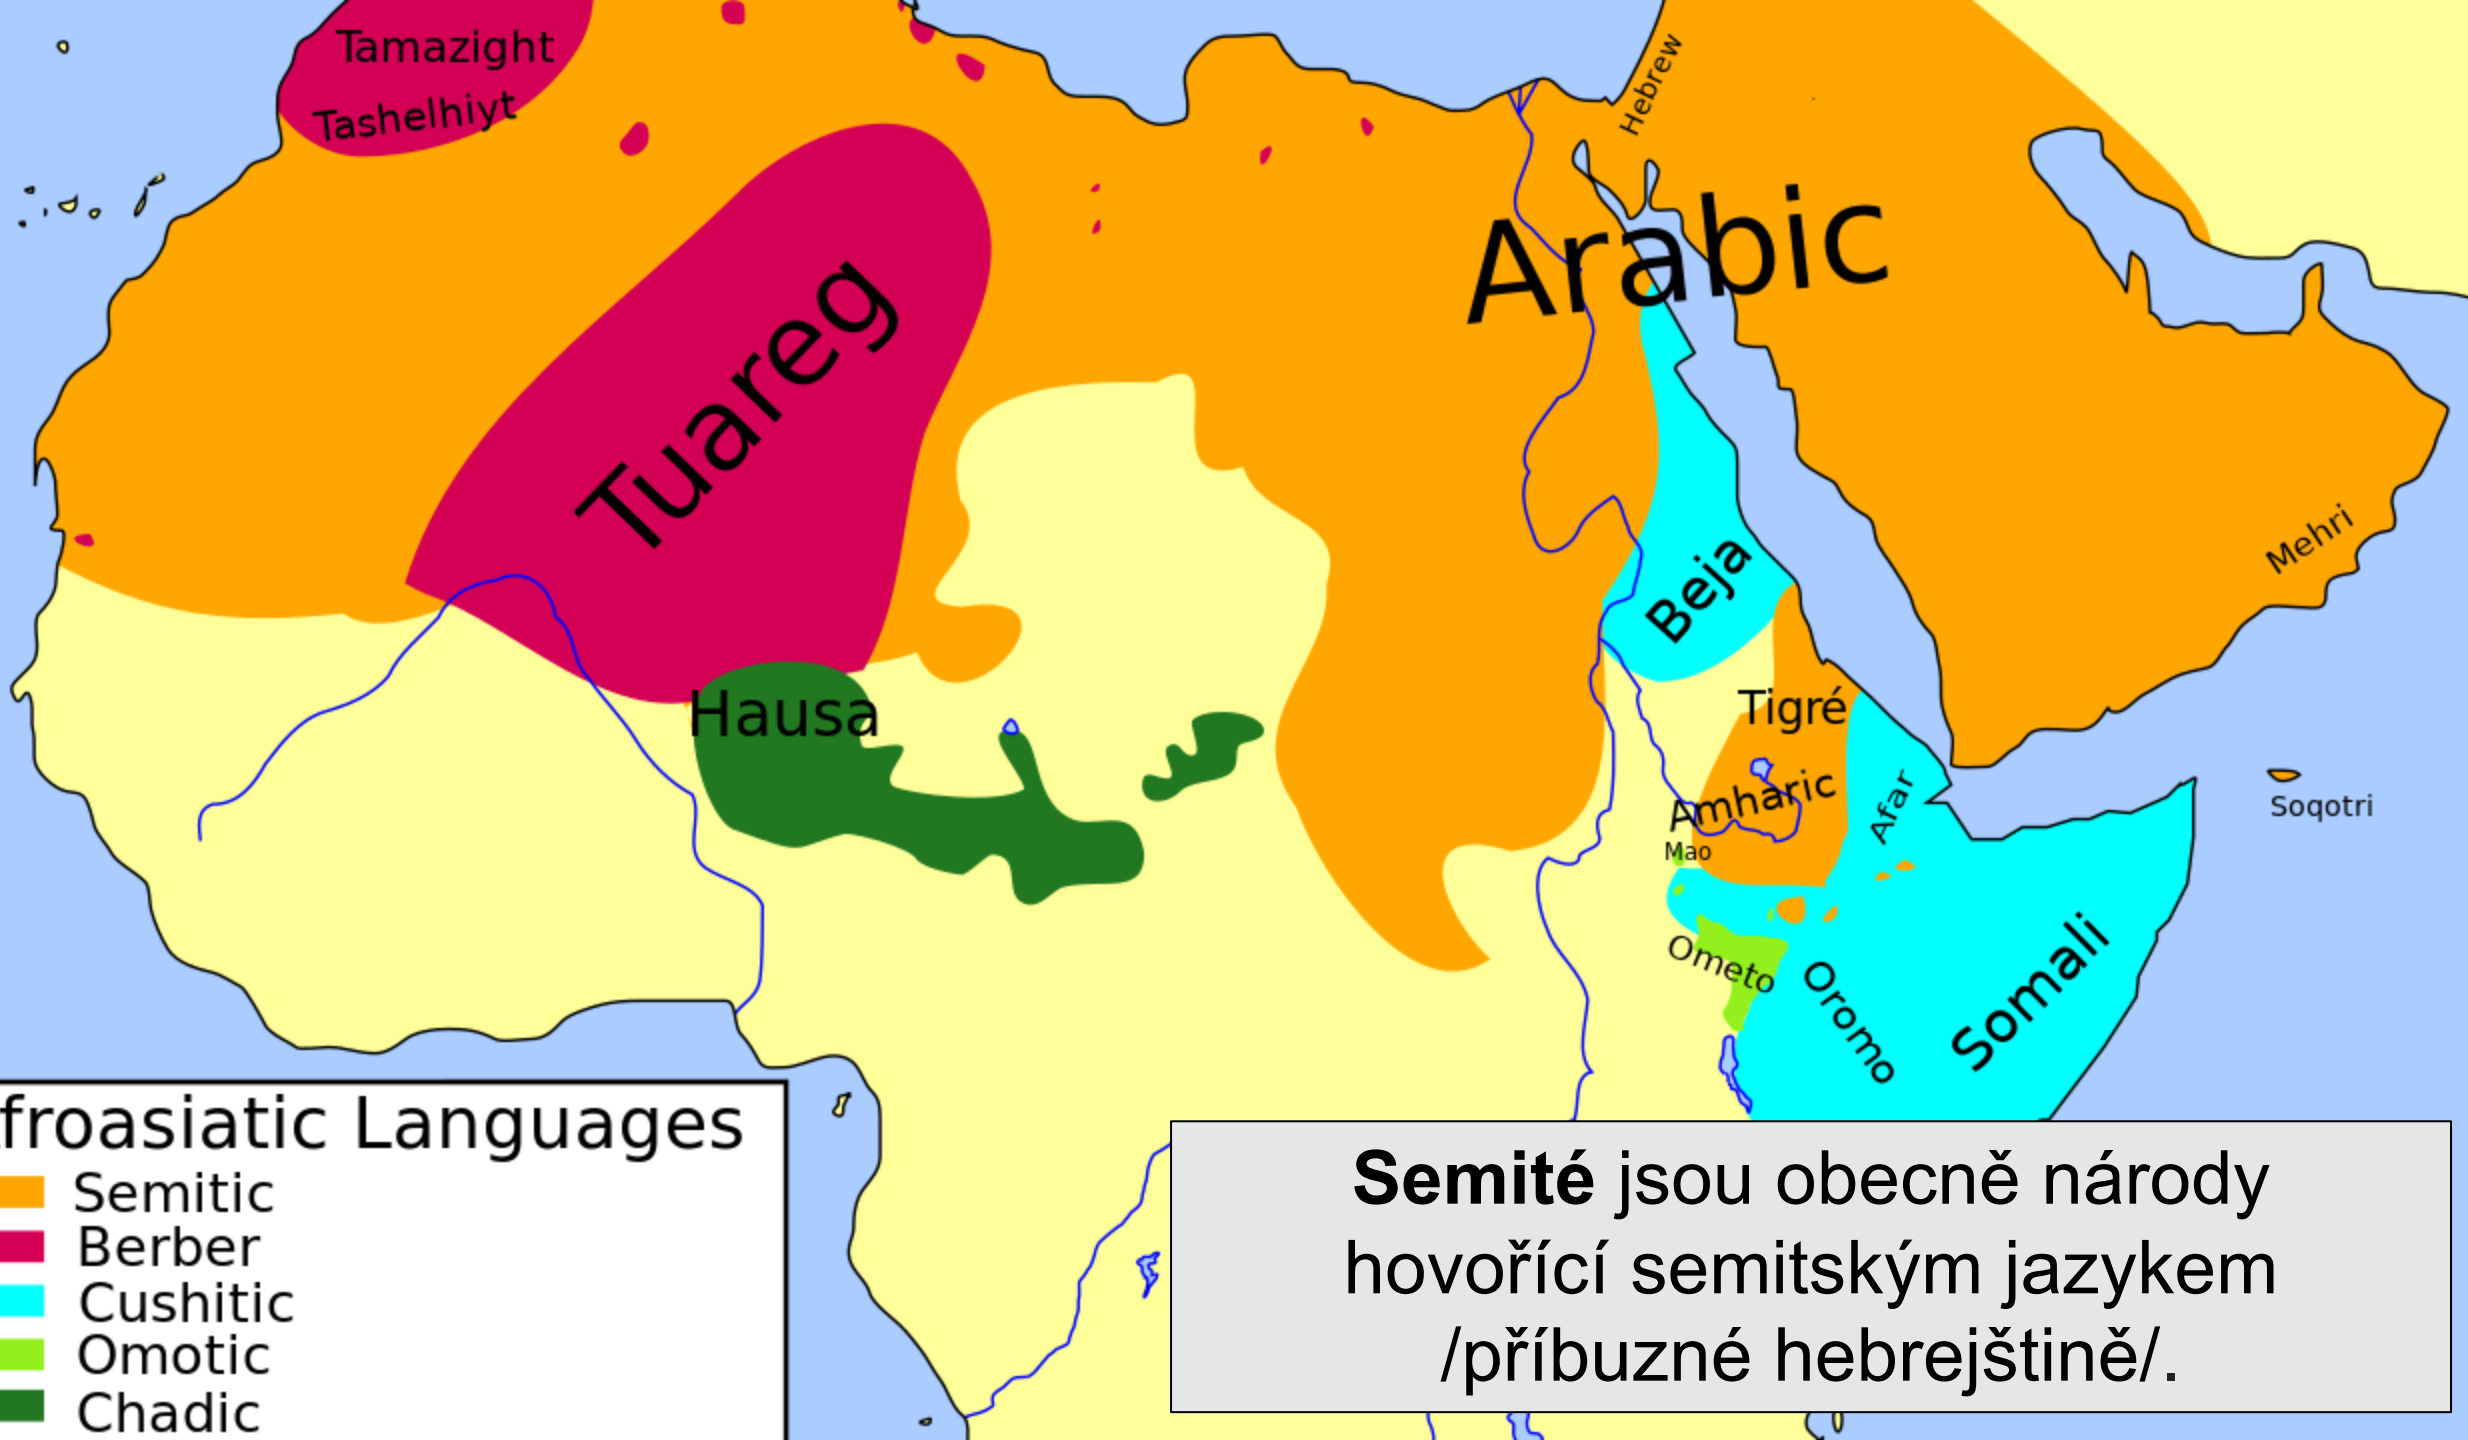 Tamazight
Tashelhiyt
Hebrew
Arabic
Tuareg
Mehri
Beja
Hausa
Tigré
Amharic
Afar
Soqotri
Mao
Ometo
Oromo
Somali
froasiatic Languages
Semitic
Berber
Cushitic
Omotic
Chadic
Semité jsou obecně národy
hovořící semitským jazykem
/příbuzné hebrejštině/.